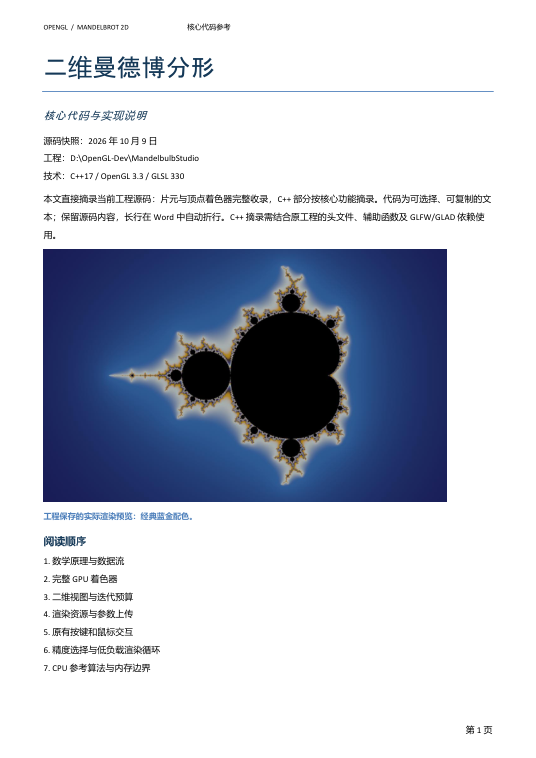 OPENGL / MANDELBROT 2D 核心代码参考
二维曼德博分形
核心代码与实现说明
源码快照：2026 年 10 月 9 日
工程：D:\OpenGL-Dev\MandelbulbStudio
技术：C++17 / OpenGL 3.3 / GLSL 330
本文直接摘录当前工程源码：片元与顶点着色器完整收录，C++ 部分按核心功能摘录。代码为可选择、可复制的文
本；保留源码内容，长行在 Word 中自动折行。C++ 摘录需结合原工程的头文件、辅助函数及 GLFW/GLAD 依赖使
用。
工程保存的实际渲染预览：经典蓝金配色。
阅读顺序
1. 数学原理与数据流
2. 完整 GPU 着色器
3. 二维视图与迭代预算
4. 渲染资源与参数上传
5. 原有按键和鼠标交互
6. 精度选择与低负载渲染循环
7. CPU 参考算法与内存边界
第 1 页